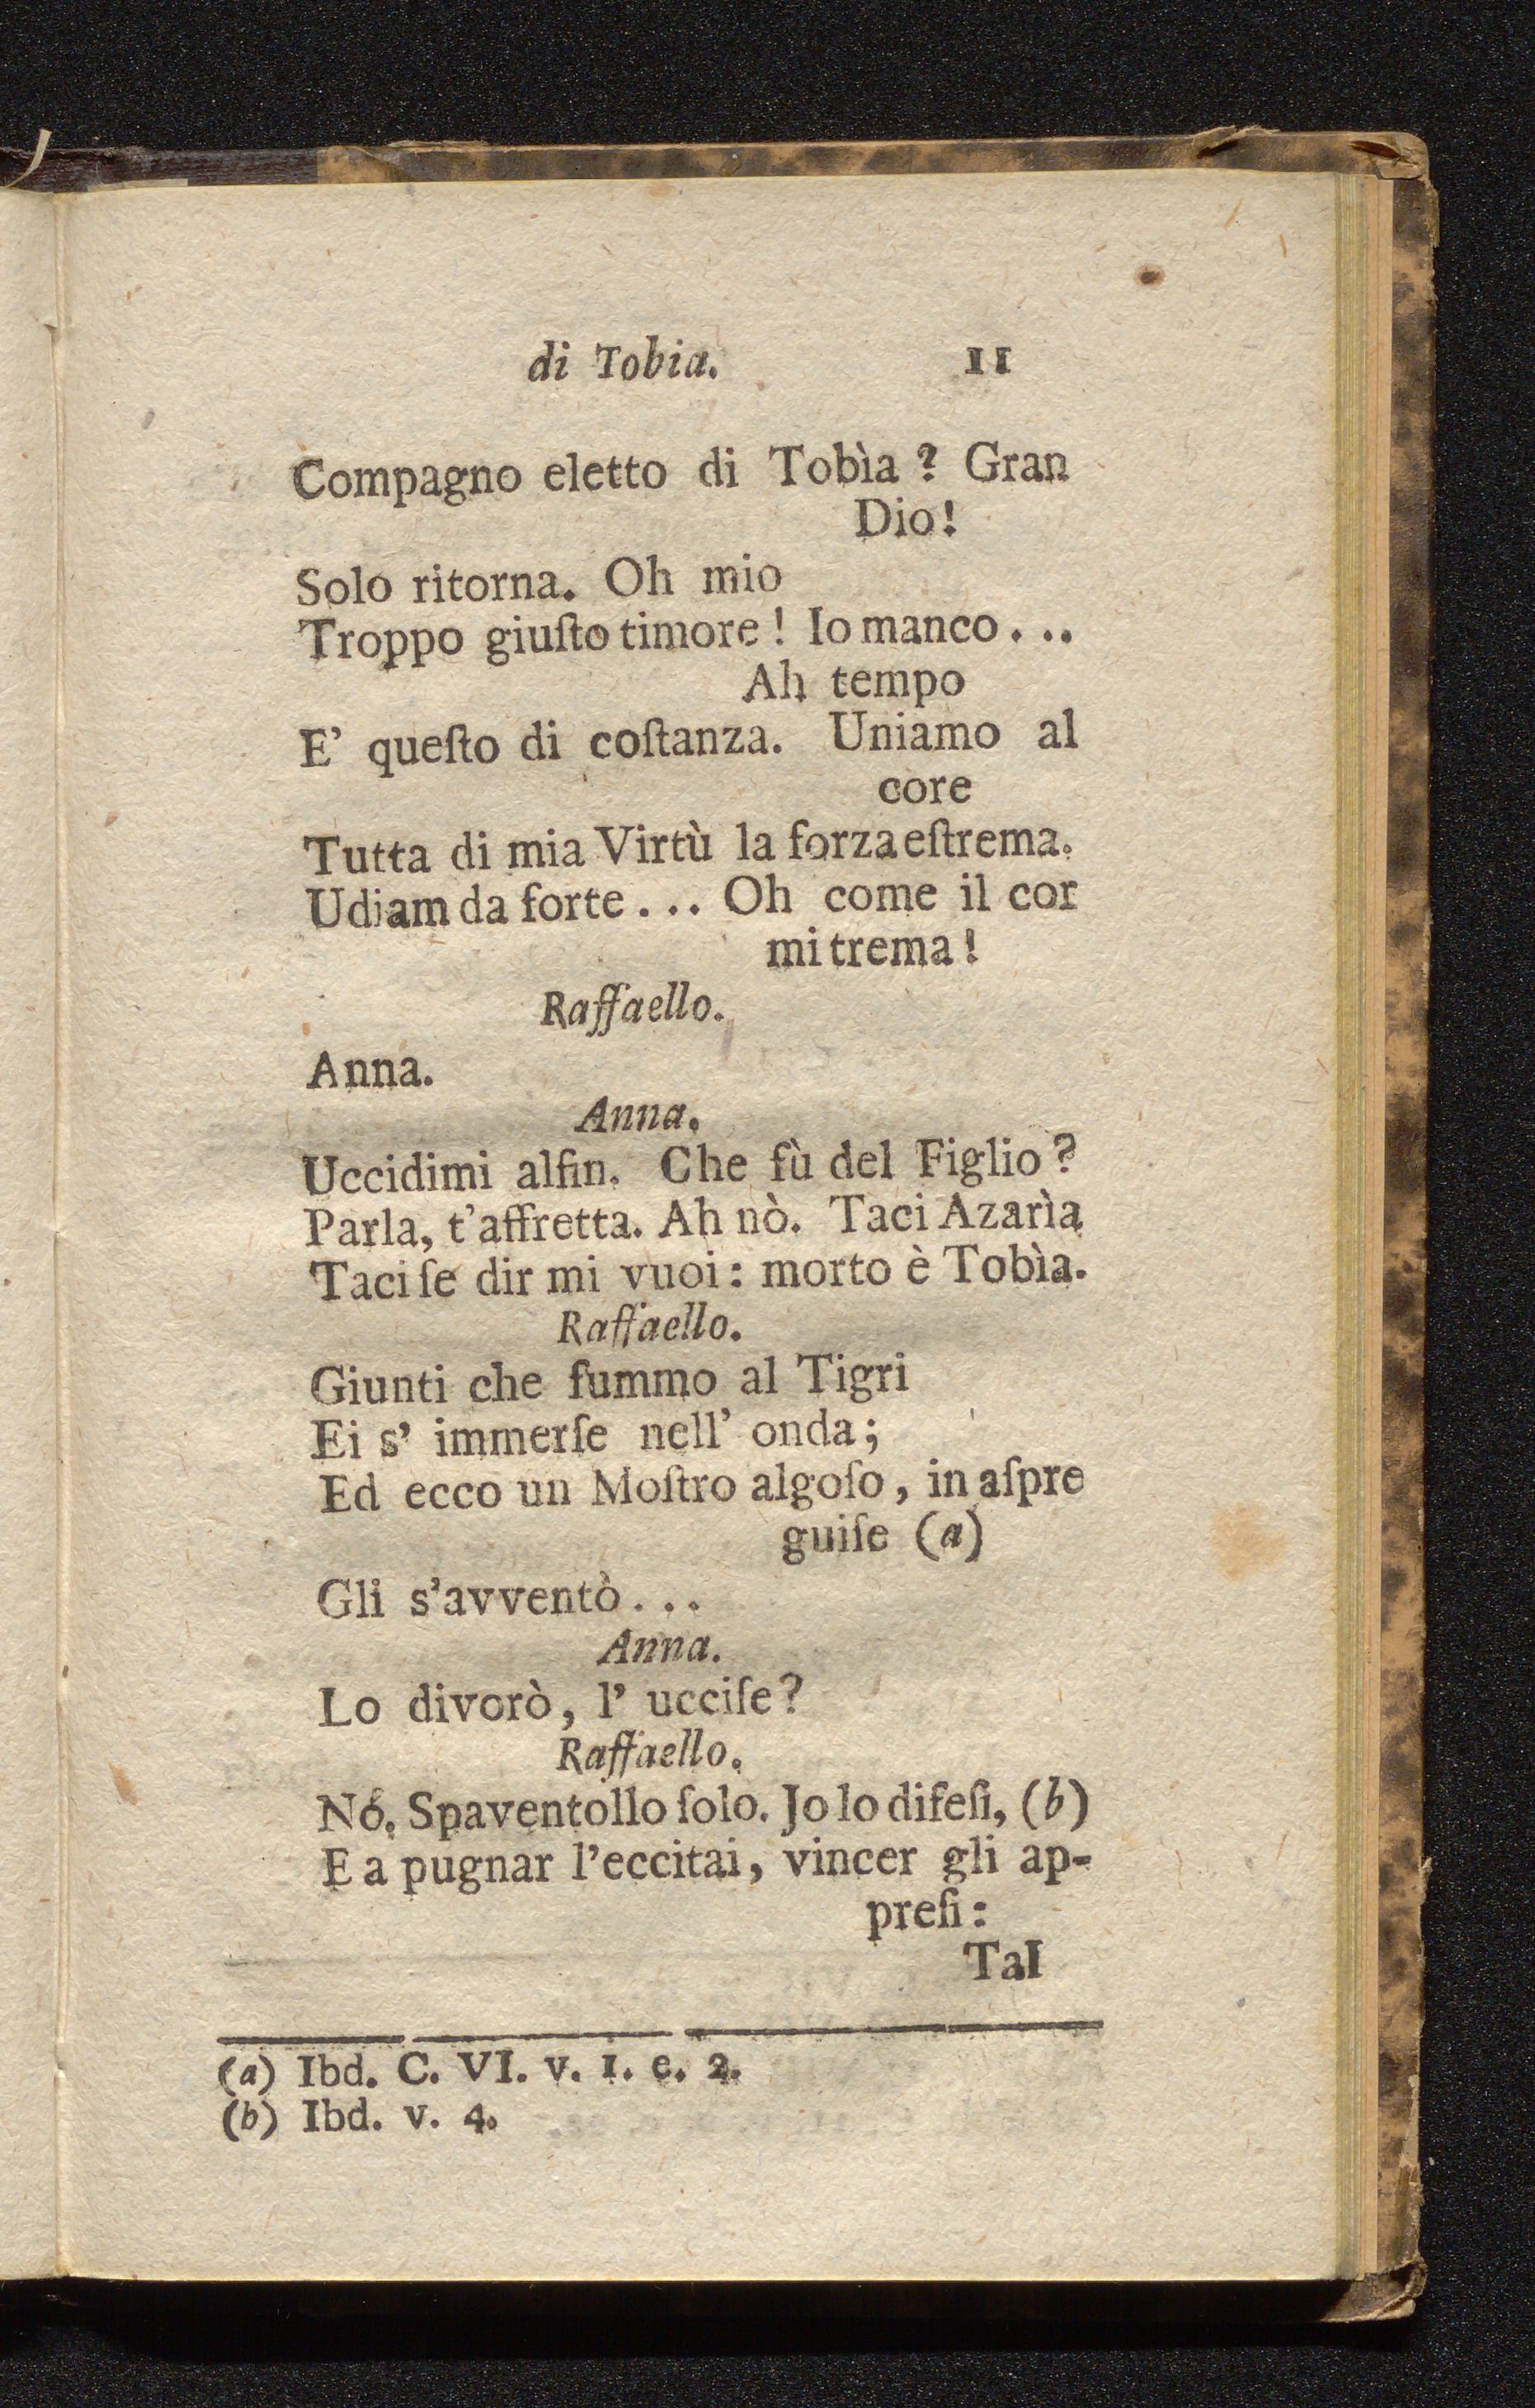 di Tobia. 11
Compagno eletto di Tobìa ? Gran
Dio!
Solo ritorna. Oh mio
Troppo giuſto timore ! Io manco...
Ah tempo
E' queſto di coſtanza. Uniamo al
core
Tutta di mia Virtù la forza eſtrema.
Udiam da forte... Oh come il cor
mi trema!
Raffaello.
Anna.
Anna.
Uccidimi alfin. Che fù del Figlio?
Parla, t'affretta. Ah nò. Taci Azarìa
Taci ſe dir mi vuoi: morto è Tobìa.
Raffaello.
Giunti che fummo al Tigri
Ei s' immerſe nell' onda;
Ed ecco un Moſtro algoſo, in aſpre
guiſe (a)
Gli s'avventò...
Anna.
Lo divorò, l' ucciſe?
Raffaello.
Nó. Spaventollo ſolo. Jo lo difeſi, (b)
E a pugnar l'eccitai, vincer gli ap-
preſi:
Tal
(a) Ibd. C. VI. v. 1. e. 2.
(b) Ibd. v. 4.